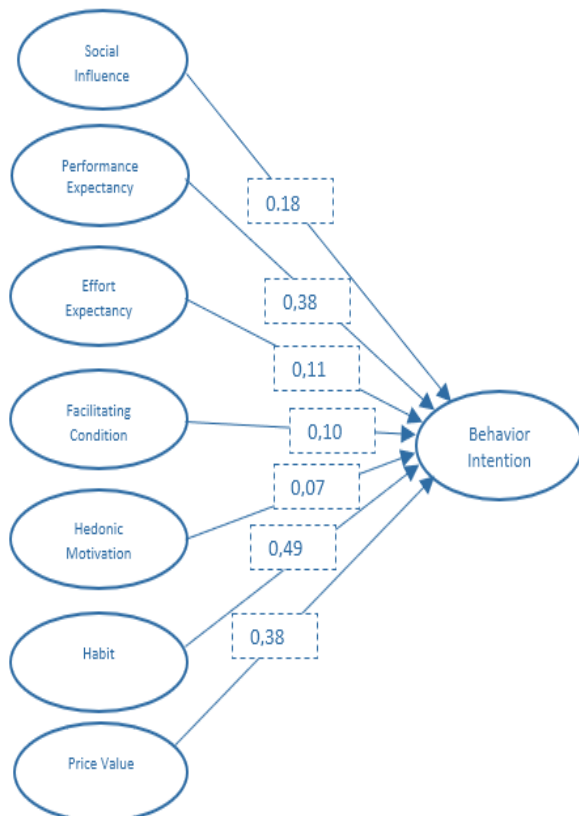 Social
Influence
Performance
Expectancy
0.18
Effort
Expectancy
0,38
0,11
Facilitating
Condition
0,10
Behavior
Intention
0,07
Hedonic
Motivation
0,49
Habit
0,38
Price Value